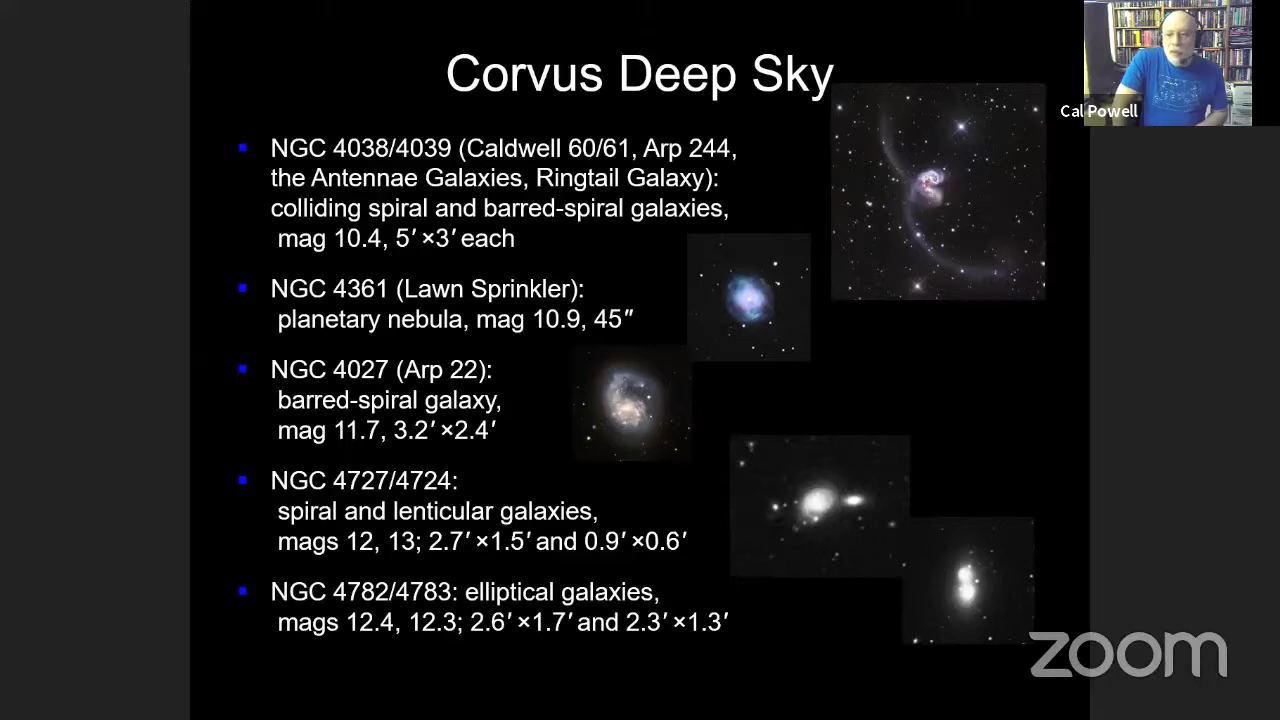 Corvus Deep Sky
Cal Powell
▪ NGC 4038/4039 (Caldwell 60/61, Arp 244,
the Antennae Galaxies, Ringtail Galaxy):
colliding spiral and barred-spiral galaxies,
mag 10.4, 5′ ×3′ each
▪ NGC 4361 (Lawn Sprinkler):
planetary nebula, mag 10.9, 45″
▪ NGC 4027 (Arp 22):
barred-spiral galaxy,
mag 11.7, 3.2′ ×2.4′
▪ NGC 4727/4724:
spiral and lenticular galaxies,
mags 12, 13; 2.7′ ×1.5′ and 0.9′ ×0.6′
▪ NGC 4782/4783: elliptical galaxies,
mags 12.4, 12.3; 2.6′ ×1.7′ and 2.3′ ×1.3′
zoom